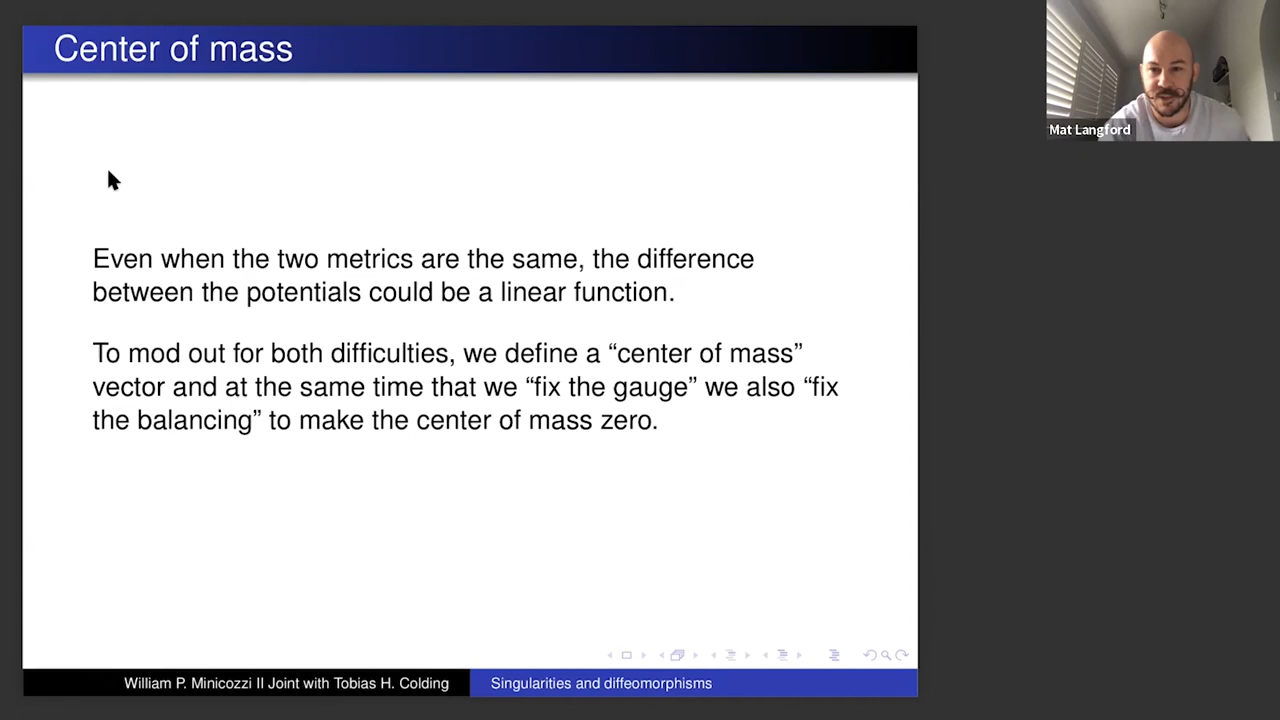 Center of mass
Mat Langford
Even when the two metrics are the same, the difference
between the potentials could be a linear function.
To mod out for both difficulties, we define a “center of mass”
vector and at the same time that we “fix the gauge” we also “fix
the balancing” to make the center of mass zero.
William P. Minicozzi II Joint with Tobias H. Colding
Singularities and diffeomorphisms